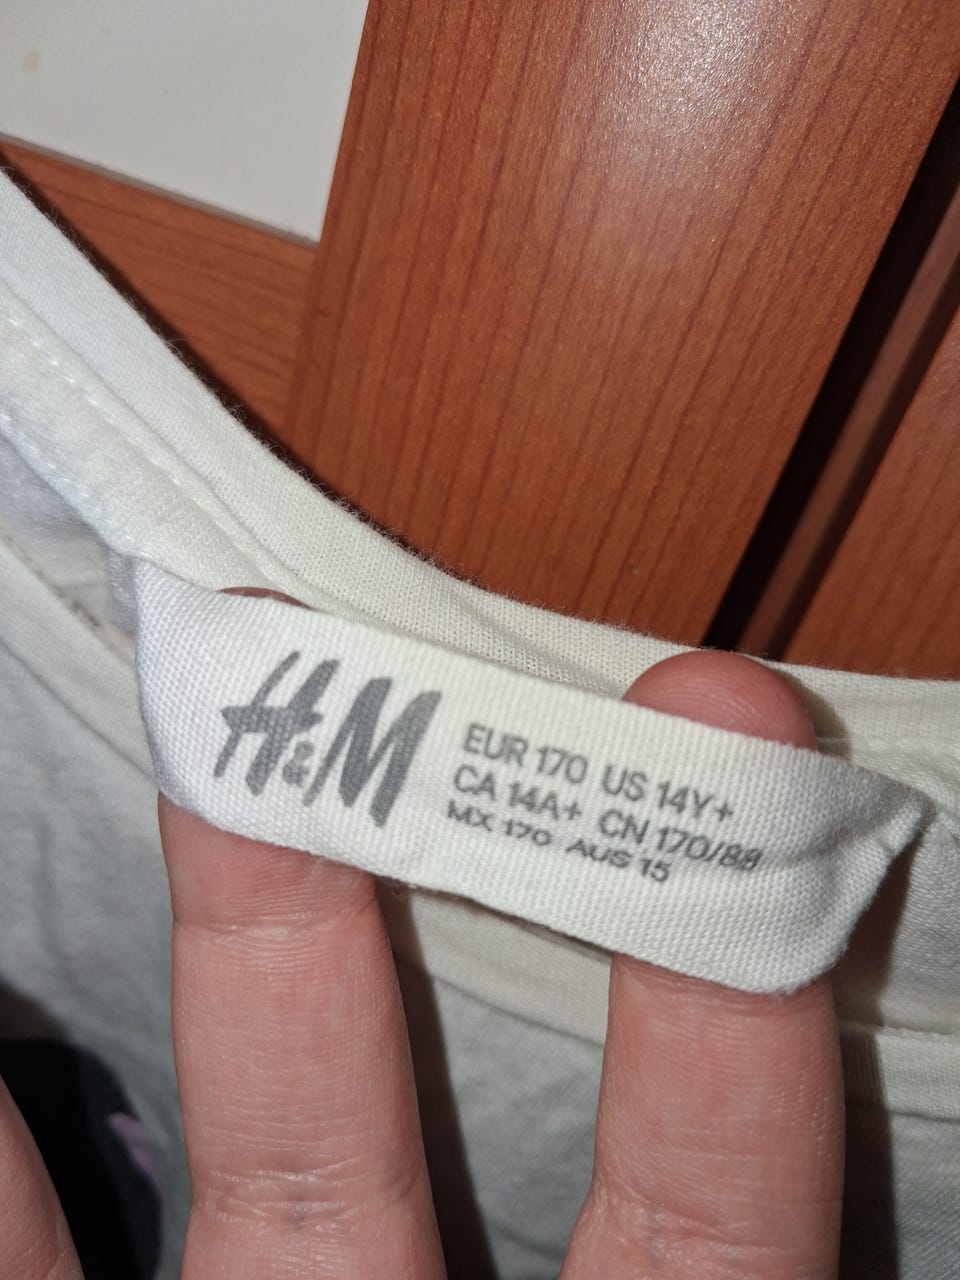 H&M
EUR 170 US 14Y+
CA 14A+ CN 170/88
MX 170 AUS 15